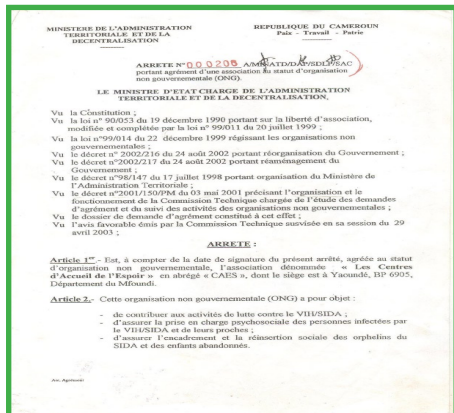 MINISTERE DE L'ADMINISTRATION
TERRITORIALE ET DE LA
DECENTRALISATION
REPUBLIQUE DU CAMEROUN
Paix - Travail - Patrie
ARRETE N° 000208 A/MINATD/DAP/SDLP/SAC
portant agrément d'une association au statut d'organisation
non gouvernementale (ONG).
LE MINISTRE D'ETAT CHARGE DE L'ADMINISTRATION
TERRITORIALE ET DE LA DECENTRALISATION,
Vu la Constitution ;
Vu la loi n° 90/053 du 19 décembre 1990 portant sur la liberté d'association,
modifiée et complétée par la loi n° 99/011 du 20 juillet 1999 ;
Vu la loi n°99/014 du 22 décembre 1999 régissant les organisations non
gouvernementales ;
Vu le décret n° 2002/216 du 24 août 2002 portant réorganisation du Gouvernement ;
Vu le décret n°2002/217 du 24 août 2002 portant réaménagement du
Gouvernement ;
Vu le décret n°98/147 du 17 juillet 1998 portant organisation du Ministère de
l'Administration Territoriale ;
Vu le décret n°2001/150/PM du 03 mai 2001 précisant l'organisation et le
fonctionnement de la Commission Technique chargée de l'étude des demandes
d'agrément et du suivi des activités des organisations non gouvernementales ;
Vu le dossier de demande d'agrément constitué à cet effet ;
Vu l'avis favorable émis par la Commission Technique susvisée en sa session du 29
avril 2003 ;
ARRETE :
Article 1er.- Est, à compter de la date de signature du présent arrêté, agréée au statut
d'organisation non gouvernementale, l'association dénommée « Les Centres
d'Accueil de l'Espoir » en abrégé « CAES », dont le siège est à Yaoundé, BP 6905,
Département du Mfoundi.
Article 2.- Cette organisation non gouvernementale (ONG) a pour objet :
- de contribuer aux activités de lutte contre le VIH/SIDA ;
- d'assurer la prise en charge psychosociale des personnes infectées par
le VIH/SIDA et de leurs proches ;
- d'assurer l'encadrement et la réinsertion sociale des orphelins du
SIDA et des enfants abandonnés.